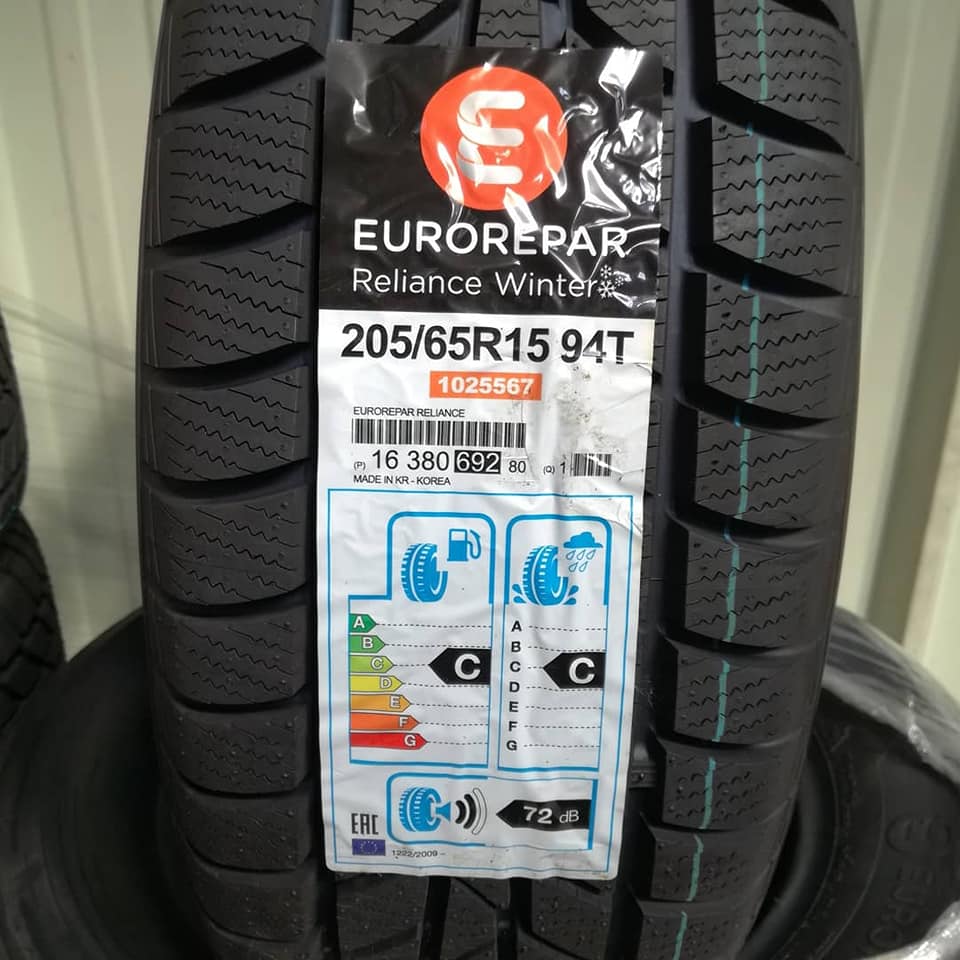 EUROREPAR
Reliance Winter
205/65R15 94T
1025567
EUROREPAR RELIANCE
(P) 16 380 692 80 (Q) 1
MADE IN KR - KOREA
A
B
C
D
E
F
G
C
A
B
C
D
E
F
G
C
72 dB
EAC
1222/2009 -